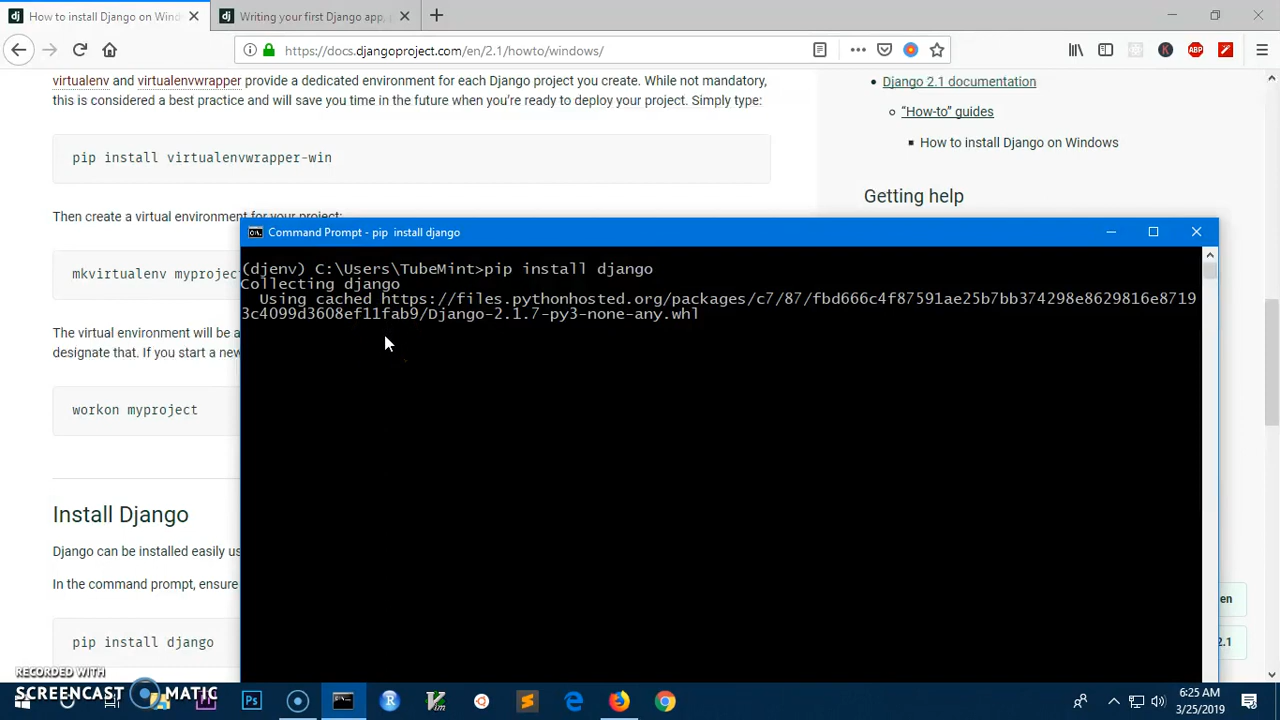 How to install Django on Wind
Writing your first Django app,
https://docs.djangoproject.com/en/2.1/howto/windows/
virtualenv and virtualenvwrapper provide a dedicated environment for each Django project you create. While not mandatory,
this is considered a best practice and will save you time in the future when you're ready to deploy your project. Simply type:
pip install virtualenvwrapper-win
Then create a virtual environment for your project:
mkvirtualenv myprojec
The virtual environment will be a
designate that. If you start a new
workon myproject
Install Django
Django can be installed easily us
In the command prompt, ensure
pip install django
Django 2.1 documentation
“How-to” guides
How to install Django on Windows
Getting help
en
2.1
Command Prompt - pip install django
(djenv) C:\Users\TubeMint>pip install django
Collecting django
Using cached https://files.pythonhosted.org/packages/c7/87/fbd666c4f87591ae25b7bb374298e8629816e8719
3c4099d3608ef11fab9/Django-2.1.7-py3-none-any.whl
RECORDED WITH
SCREENCAST MATIC
ABP
Ps
6:25 AM
3/25/2019